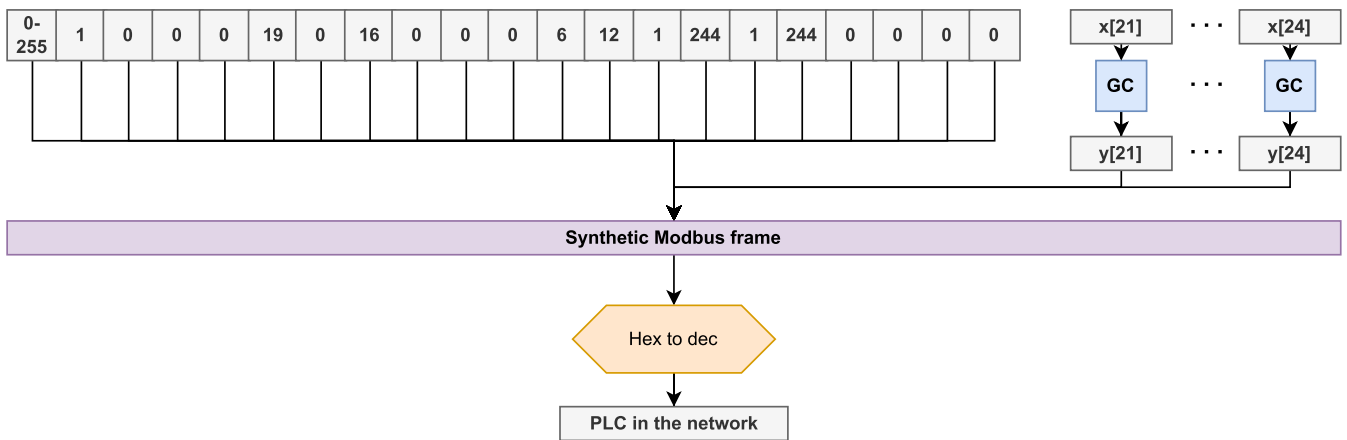 0-
255 1 0 0 0 19 0 16 0 0 0 6 12 1 244 1 244 0 0 0 0
x[21] · · · x[24]
GC · · · GC
y[21] · · · y[24]
Synthetic Modbus frame
Hex to dec
PLC in the network